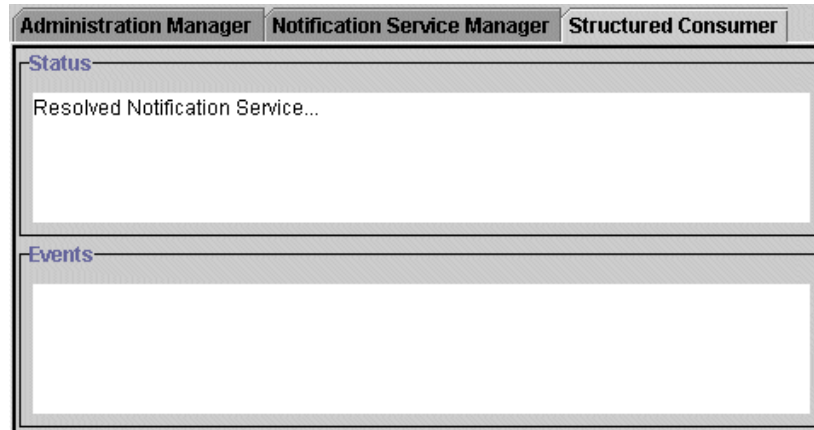 Administration Manager Notification Service Manager Structured Consumer
Status
Resolved Notification Service...
Events